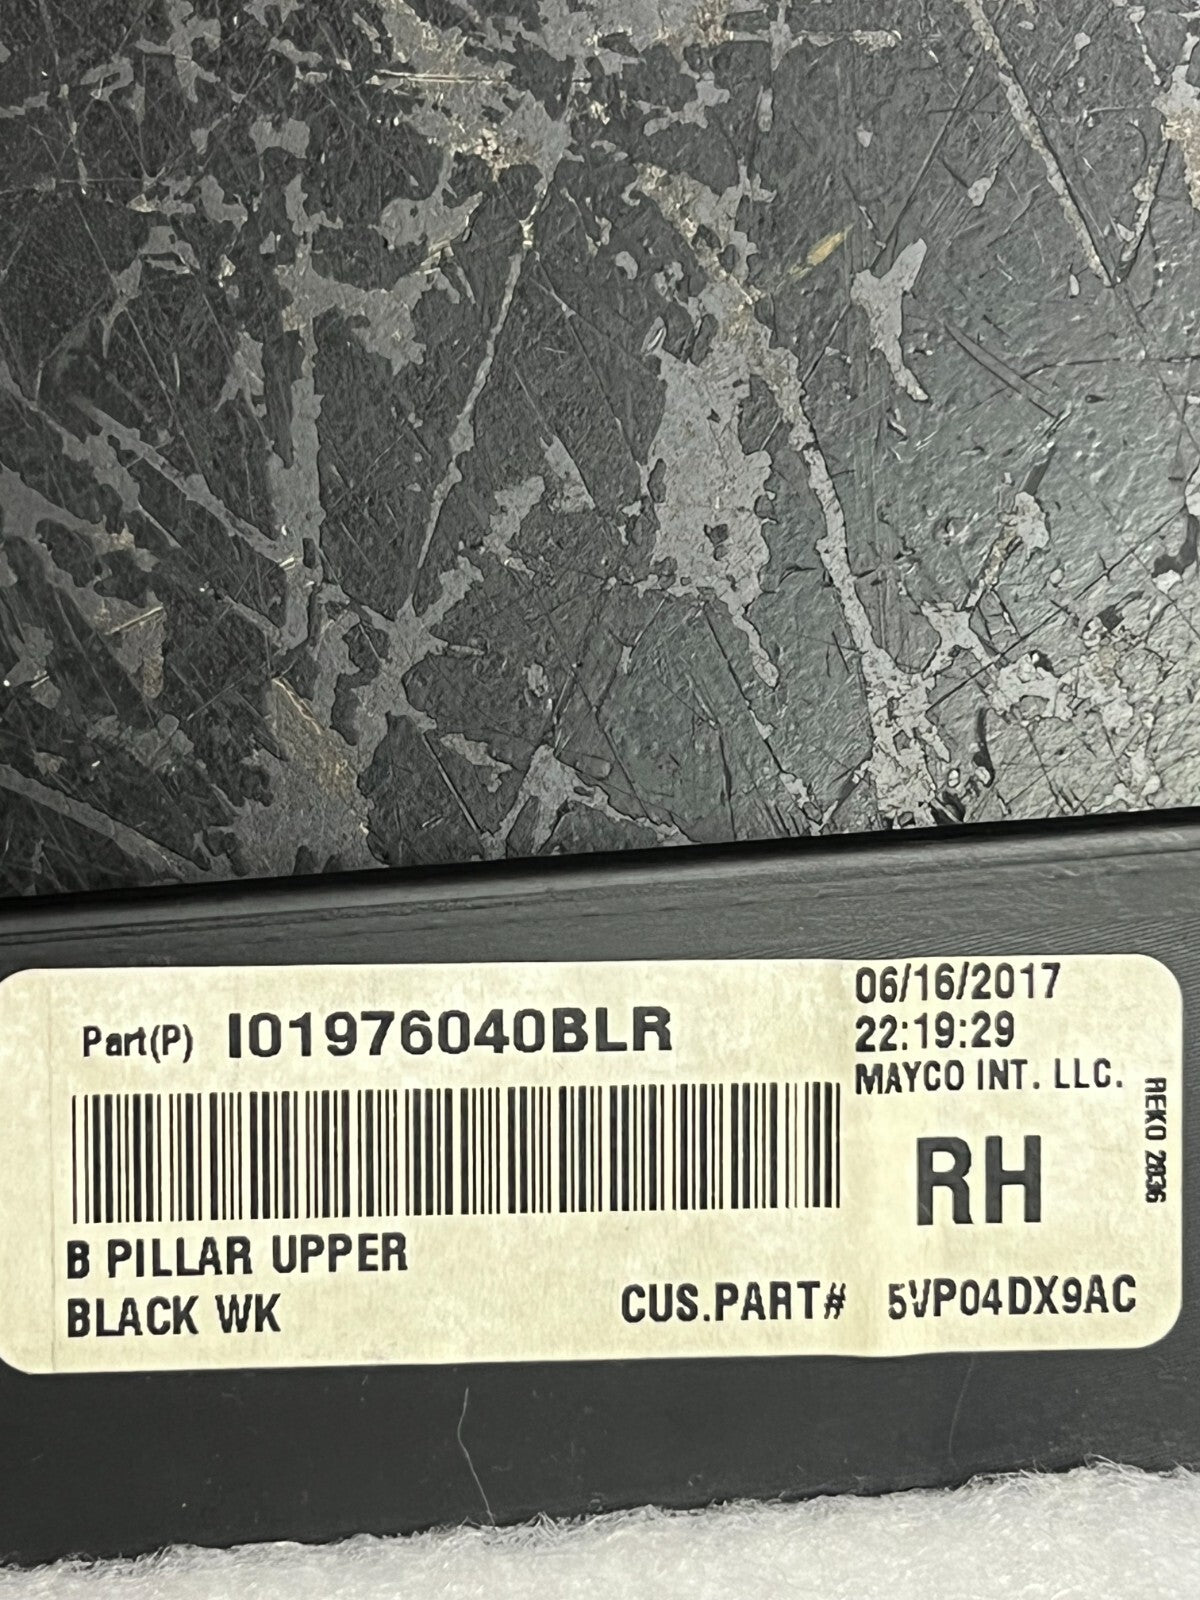 Part(P) I01976040BLR
06/16/2017
22:19:29
MAYCO INT. LLC.
RH
REKO 2836
B PILLAR UPPER
BLACK WK
CUS.PART# 5VP04DX9AC